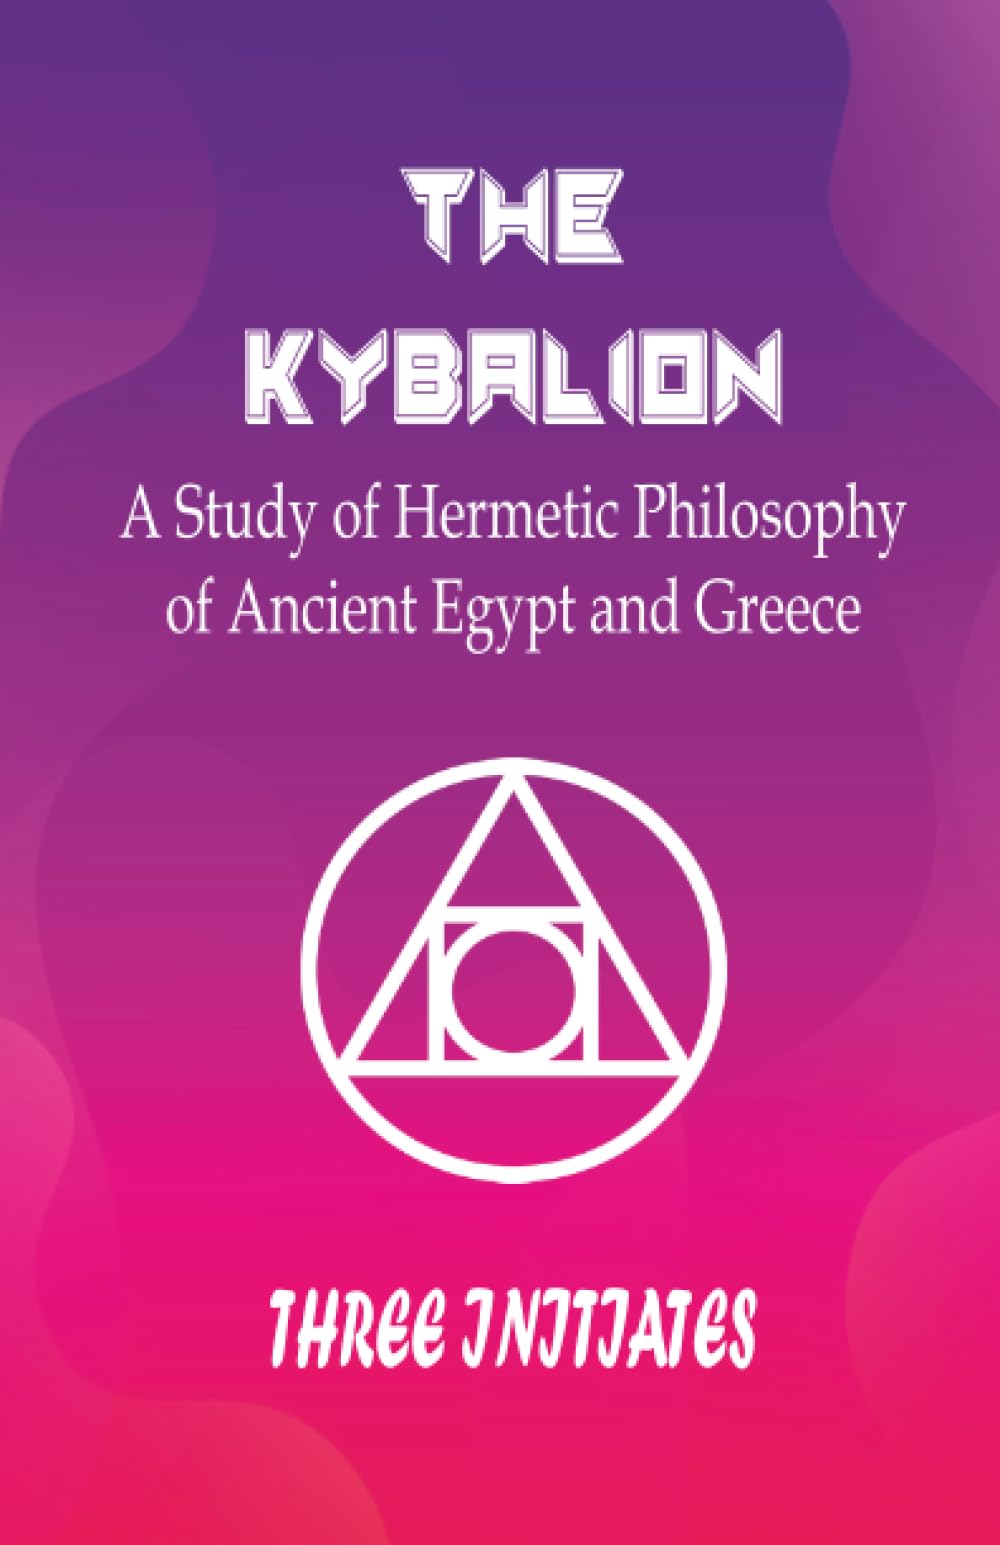 THE
KYBALION
A Study of Hermetic Philosophy
of Ancient Egypt and Greece
THREE INITIATES